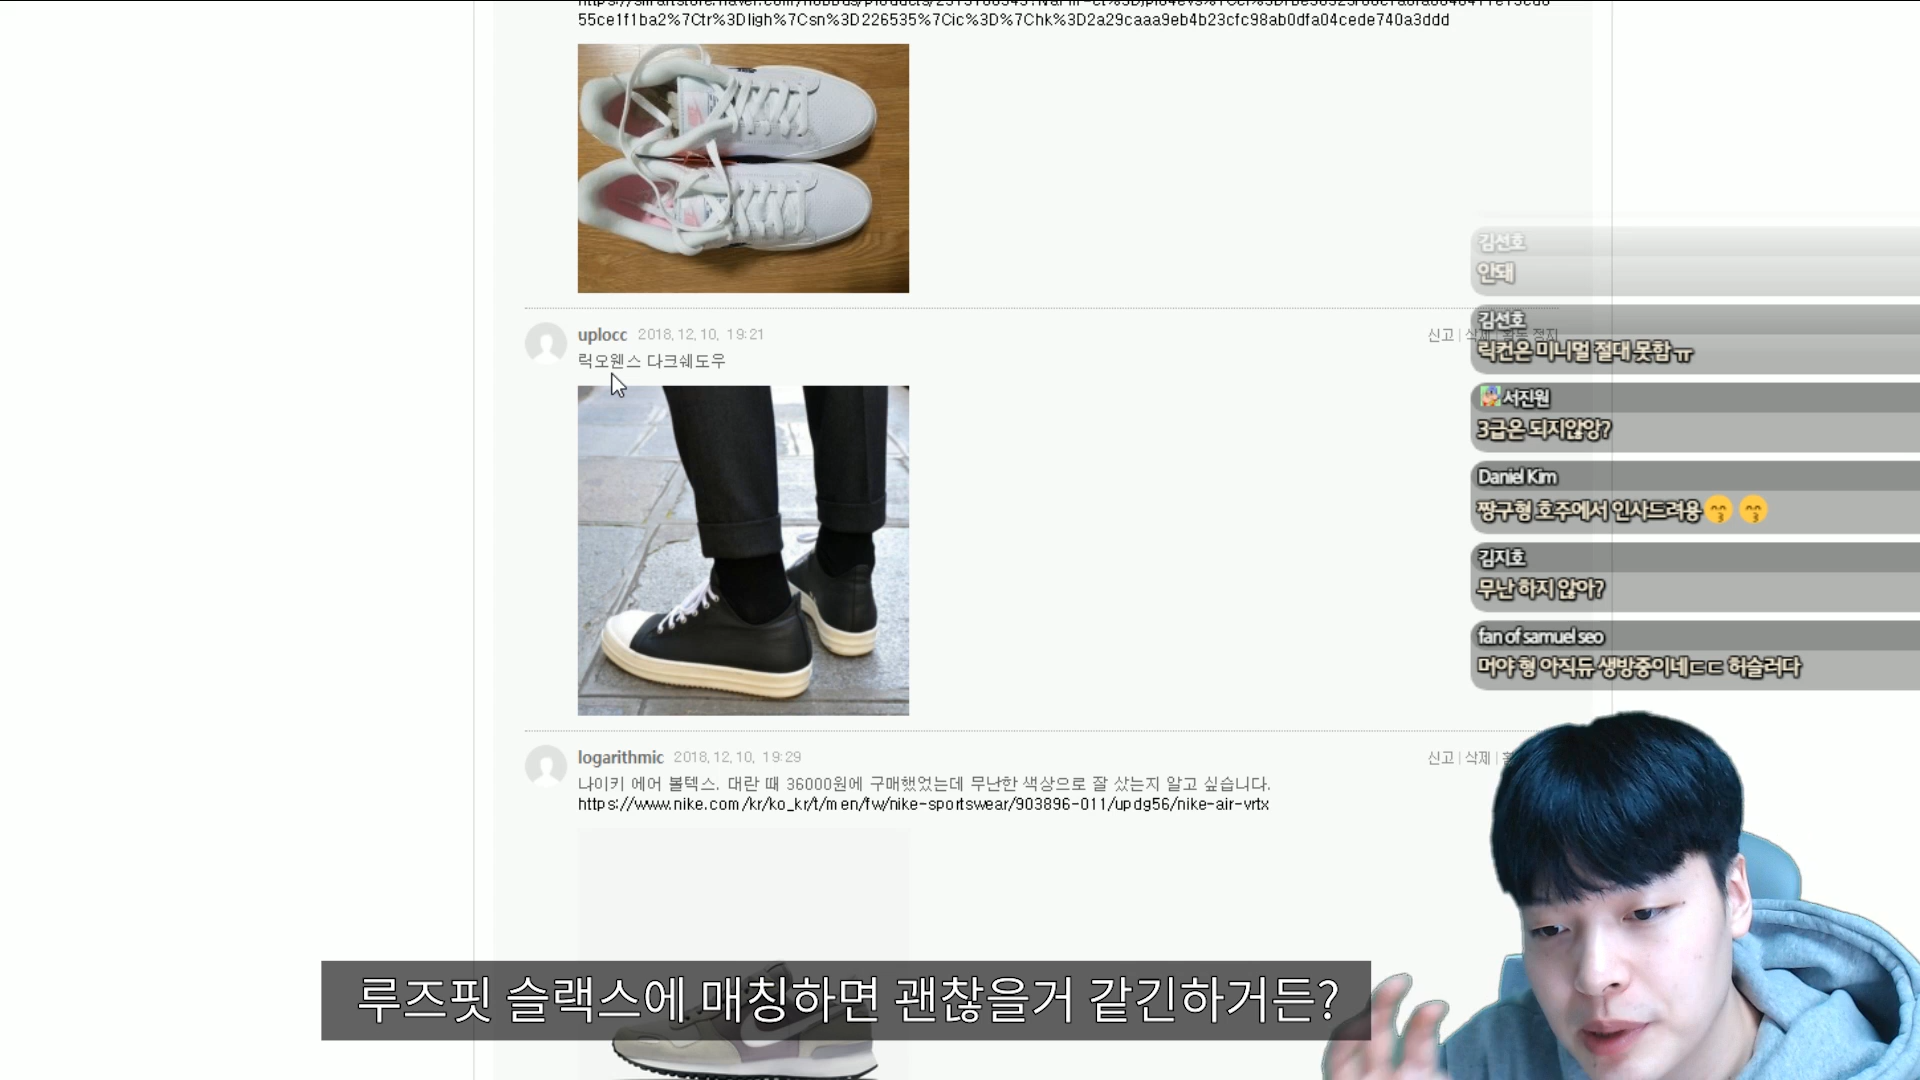 55ce1f1ba2%7Ctr%3Dligh%7Csn%3D226535%7Cic%3D%7Chk%3D2a29caaa9eb4b23cfc98ab0dfa04cede740a3ddd
uplocc 2018.12.10. 19:21
신고 | 삭제 | 활동 정지
릭오웬스 다크쉐도우
logarithmic 2018.12.10. 19:29
신고 | 삭제 |
나이키 에어 볼텍스. 대란 때 36000원에 구매했었는데 무난한 색상으로 잘 샀는지 알고 싶습니다.
https://www.nike.com/kr/ko_kr/t/men/fw/nike-sportswear/903896-011/updg56/nike-air-vrtx
김선호
안돼
김선호
릭컨은 미니멀 절대 못함ㅠ
서진원
3급은 되지않앙?
Daniel Kim
짱구형 호주에서 인사드려용😙 😙
김지호
무난 하지 않아?
fan of samuel seo
머야 형 아직듀 생방중이네ㄷㄷ 허슬러다
루즈핏 슬랙스에 매칭하면 괜찮을거 같긴하거든?